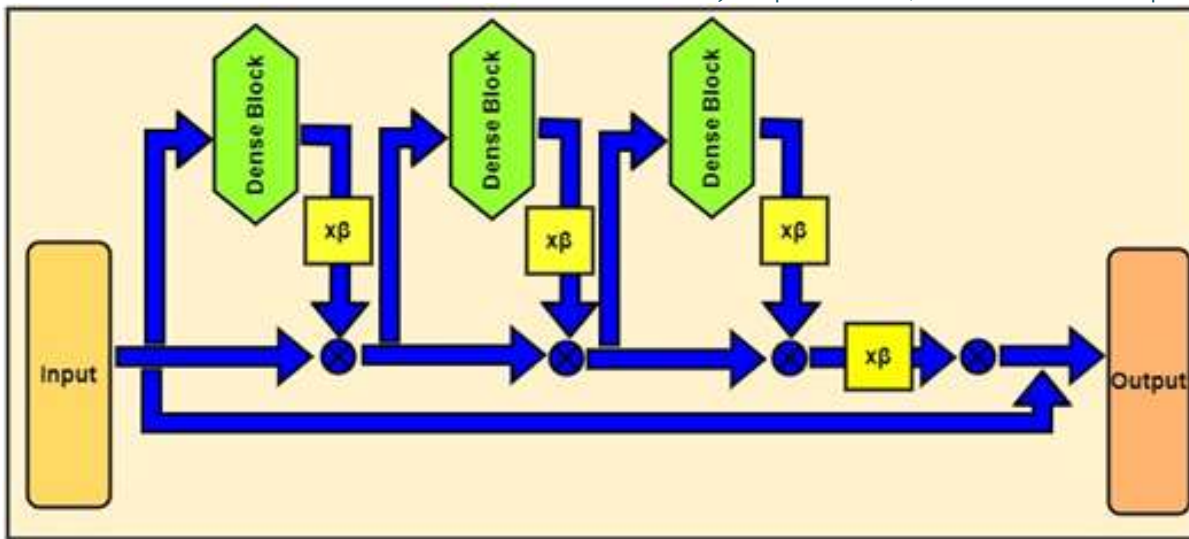 Dense Block
Dense Block
Dense Block
xβ
xβ
xβ
xβ
Input
Output